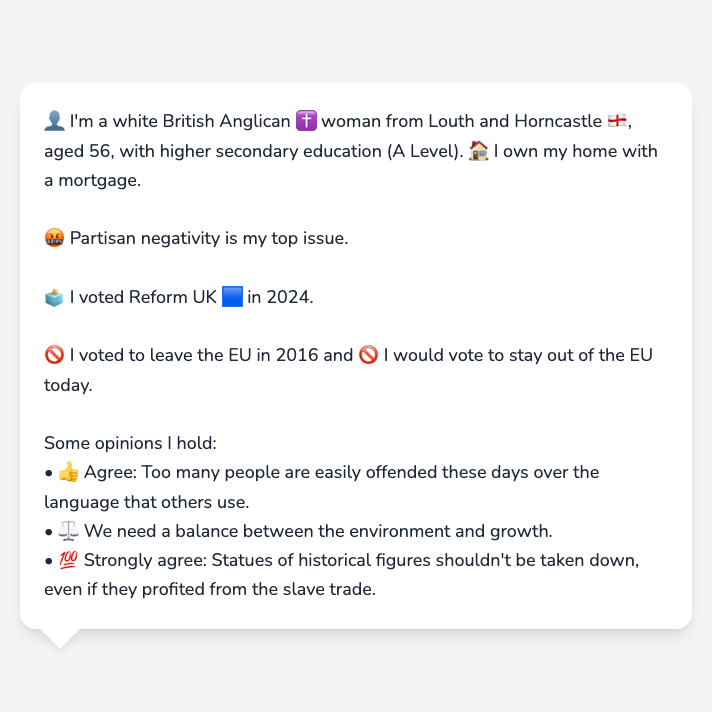 👤 I'm a white British Anglican ✝️ woman from Louth and Horncastle 🏴󠁧󠁢󠁥󠁮󠁧󠁿,
aged 56, with higher secondary education (A Level). 🏠 I own my home with
a mortgage.
🤬 Partisan negativity is my top issue.
🗳️ I voted Reform UK 🟦 in 2024.
🚫 I voted to leave the EU in 2016 and 🚫 I would vote to stay out of the EU
today.
Some opinions I hold:
• 👍 Agree: Too many people are easily offended these days over the
language that others use.
• ⚖️ We need a balance between the environment and growth.
• 💯 Strongly agree: Statues of historical figures shouldn't be taken down,
even if they profited from the slave trade.